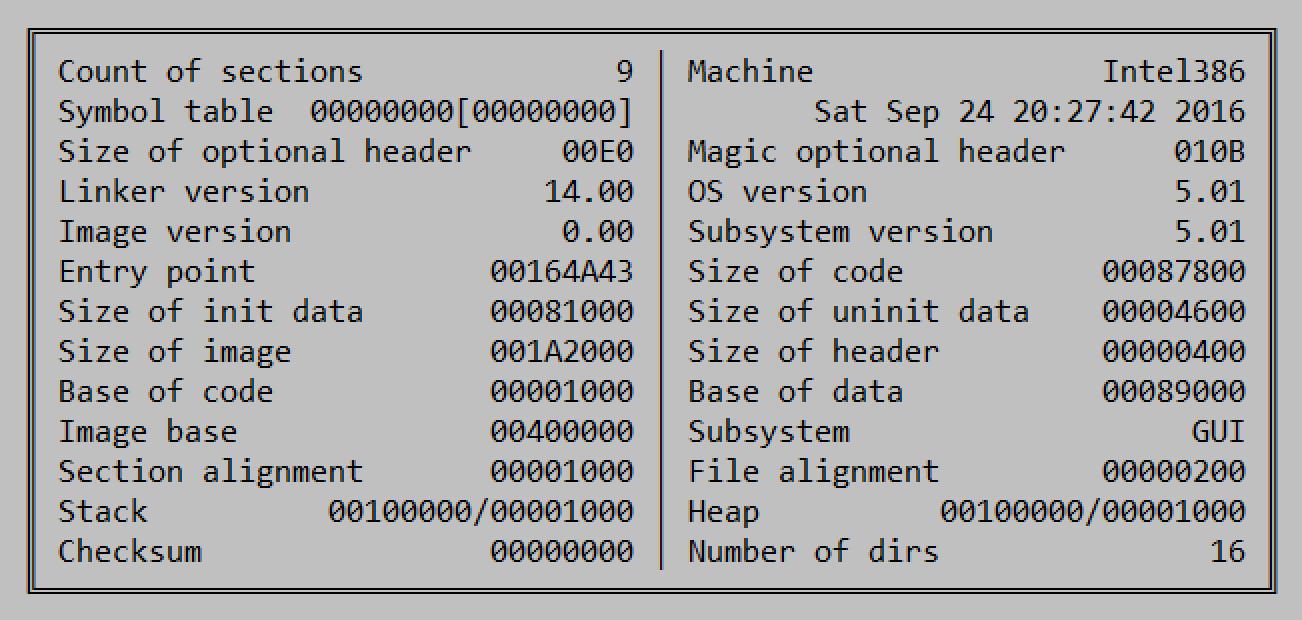 Count of sections 9 Machine Intel386
Symbol table 00000000[00000000] Sat Sep 24 20:27:42 2016
Size of optional header 00E0 Magic optional header 010B
Linker version 14.00 OS version 5.01
Image version 0.00 Subsystem version 5.01
Entry point 00164A43 Size of code 00087800
Size of init data 00081000 Size of uninit data 00004600
Size of image 001A2000 Size of header 00000400
Base of code 00001000 Base of data 00089000
Image base 00400000 Subsystem GUI
Section alignment 00001000 File alignment 00000200
Stack 00100000/00001000 Heap 00100000/00001000
Checksum 00000000 Number of dirs 16